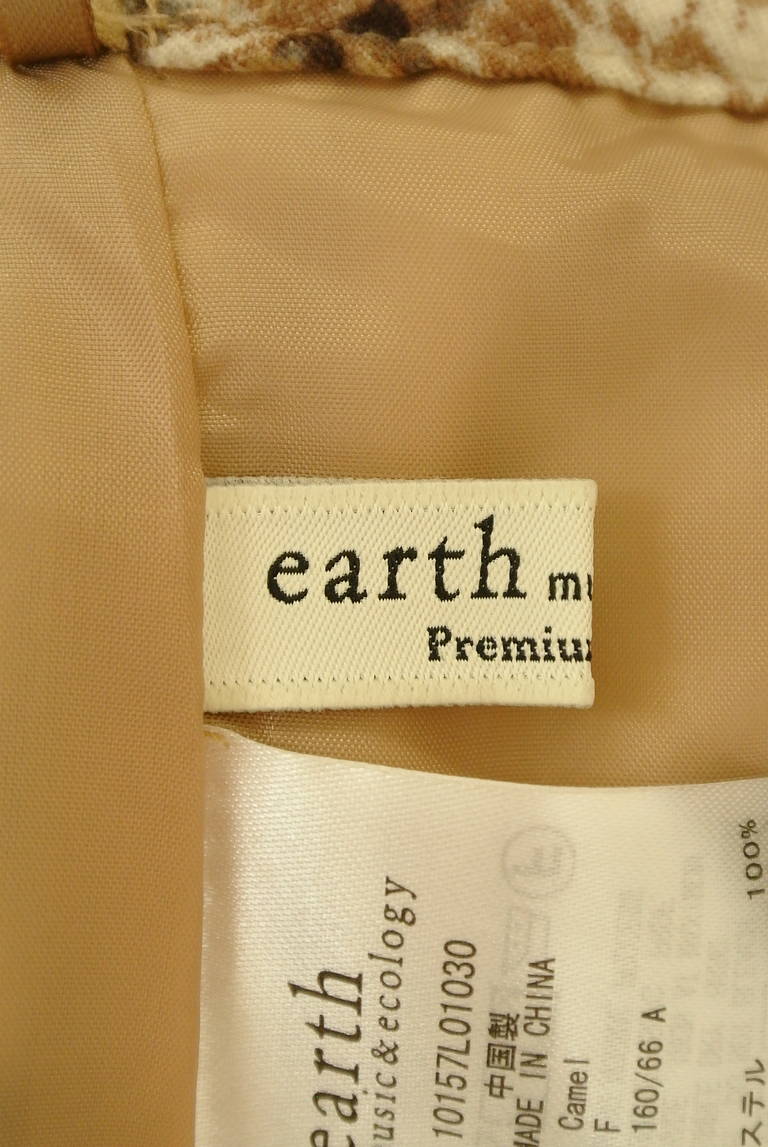 earth mu
Premiu
earth
usic&ecology
10157L01030
中国製
MADE IN CHINA
Camel
F
160/66 A
ステル 100%